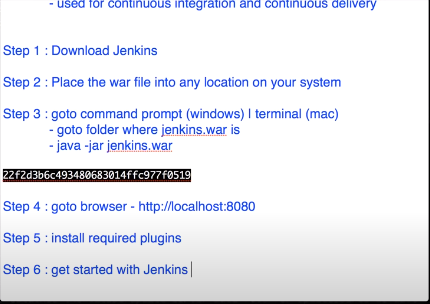 - used for continuous integration and continuous delivery
Step 1 : Download Jenkins
Step 2 : Place the war file into any location on your system
Step 3 : goto command prompt (windows) | terminal (mac)
- goto folder where jenkins.war is
- java -jar jenkins.war
22f2d3b6c493480683014ffc977f0519
Step 4 : goto browser - http://localhost:8080
Step 5 : install required plugins
Step 6 : get started with Jenkins